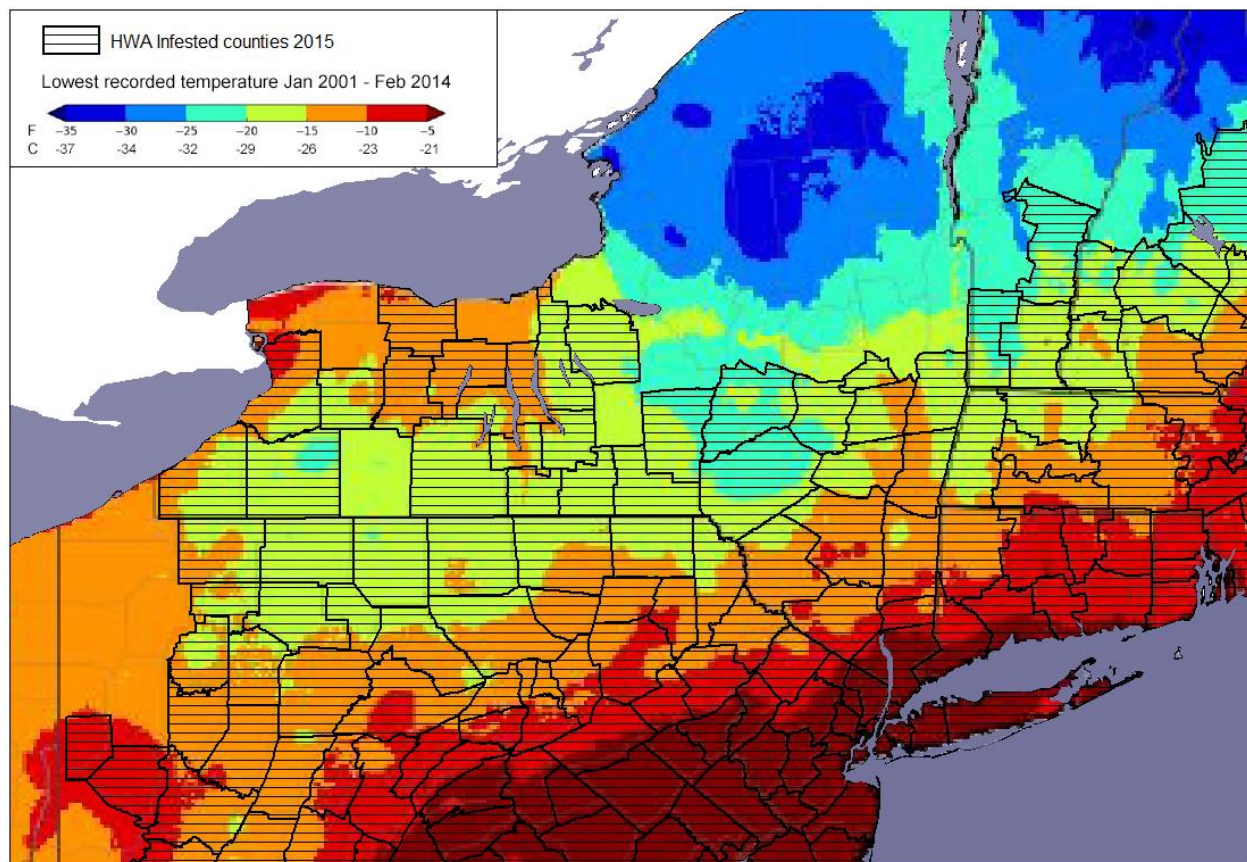 HWA Infested counties 2015
Lowest recorded temperature Jan 2001 - Feb 2014
F -35 -30 -25 -20 -15 -10 -5
C -37 -34 -32 -29 -26 -23 -21